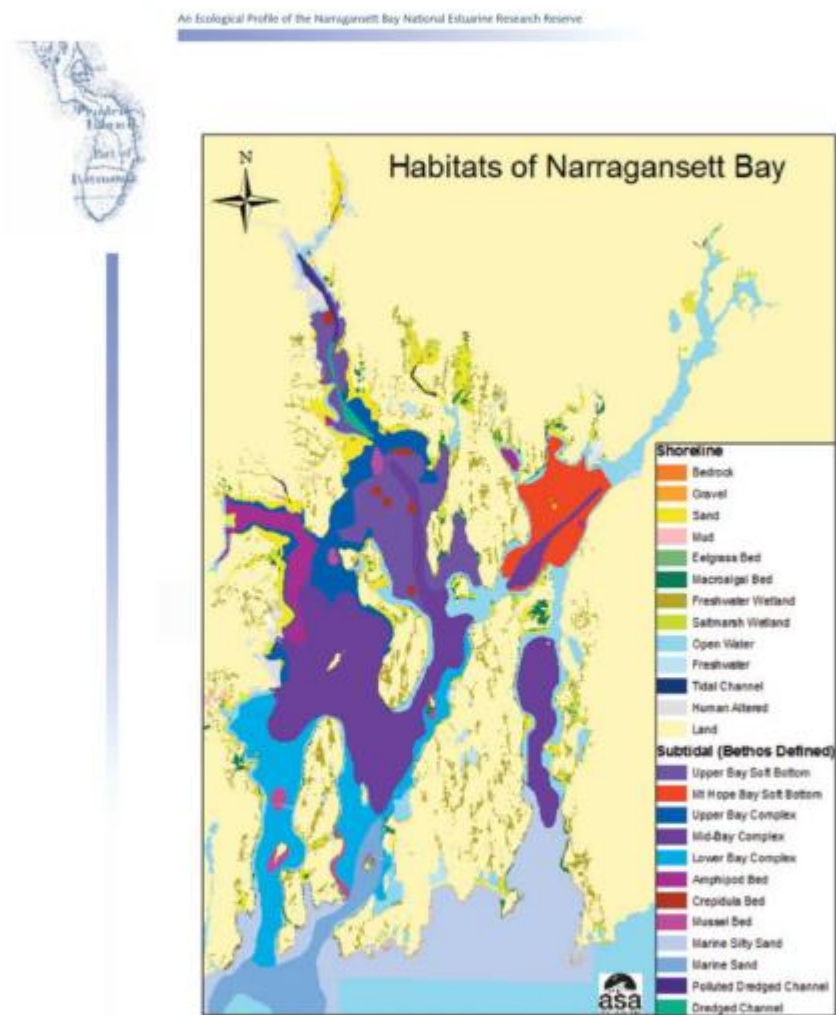 An Ecological Profile of the Narragansett Bay National Estuarine Research Reserve
Habitats of Narragansett Bay
N
Shoreline
Bedrock
Gravel
Sand
Mud
Eelgrass Bed
Macroalgal Bed
Freshwater Wetland
Saltmarsh Wetland
Open Water
Freshwater
Tidal Channel
Human Altered
Land
Subtidal (Bethos Defined)
Upper Bay Soft Bottom
Mt Hope Bay Soft Bottom
Upper Bay Complex
Mid-Bay Complex
Lower Bay Complex
Amphipod Bed
Crepidula Bed
Mussel Bed
Marine Silty Sand
Marine Sand
Polluted Dredged Channel
Dredged Channel
asa